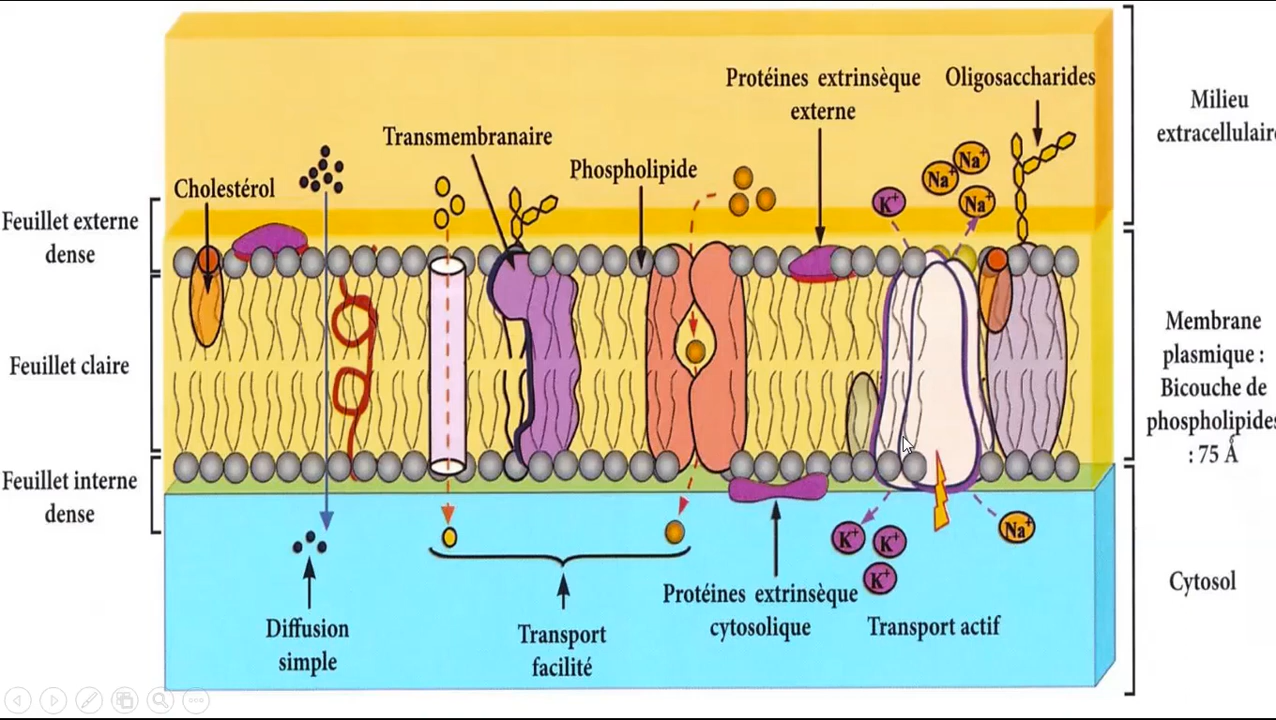 Protéines extrinsèque
externe
Oligosaccharides
Milieu
extracellulaire
Transmembranaire
Phospholipide
Cholestérol
Na⁺
Na⁺
K⁺
Na⁺
Feuillet externe
dense
Feuillet claire
Membrane
plasmique :
Bicouche de
phospholipides
: 75 Å
Feuillet interne
dense
K⁺
K⁺
Na⁺
K⁺
Cytosol
Protéines extrinsèque
cytosolique
Transport actif
Diffusion
simple
Transport
facilité